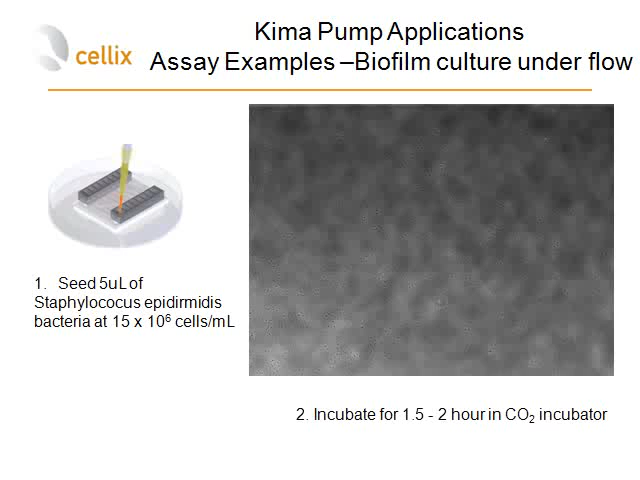 cellix
Kima Pump Applications
Assay Examples –Biofilm culture under flow
1. Seed 5uL of
Staphylococus epidirmidis
bacteria at 15 x 10⁶ cells/mL
2. Incubate for 1.5 - 2 hour in CO₂ incubator